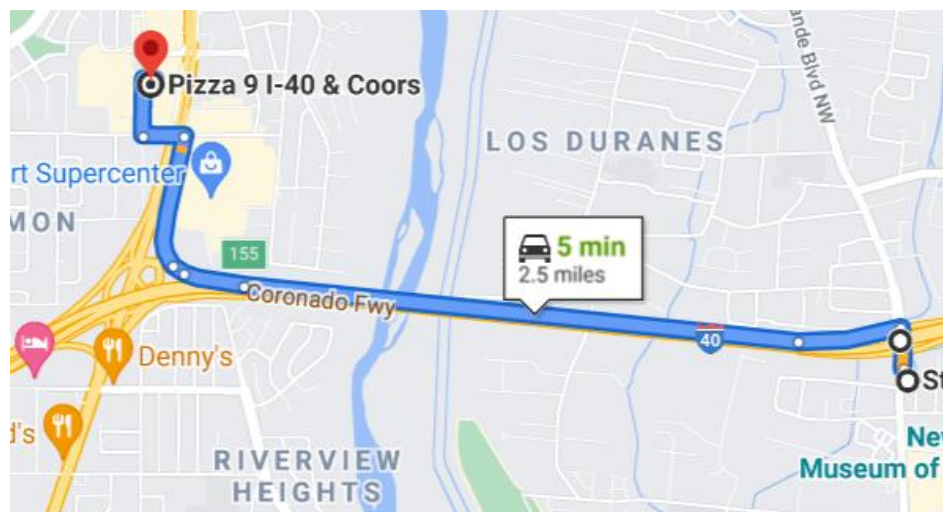 Pizza 9 I-40 & Coors
ande Blvd NW
LOS DURANES
rt Supercenter
MON
155
5 min
2.5 miles
Coronado Fwy
40
Denny's
St
'd's
Nev
Museum of
RIVERVIEW
HEIGHTS